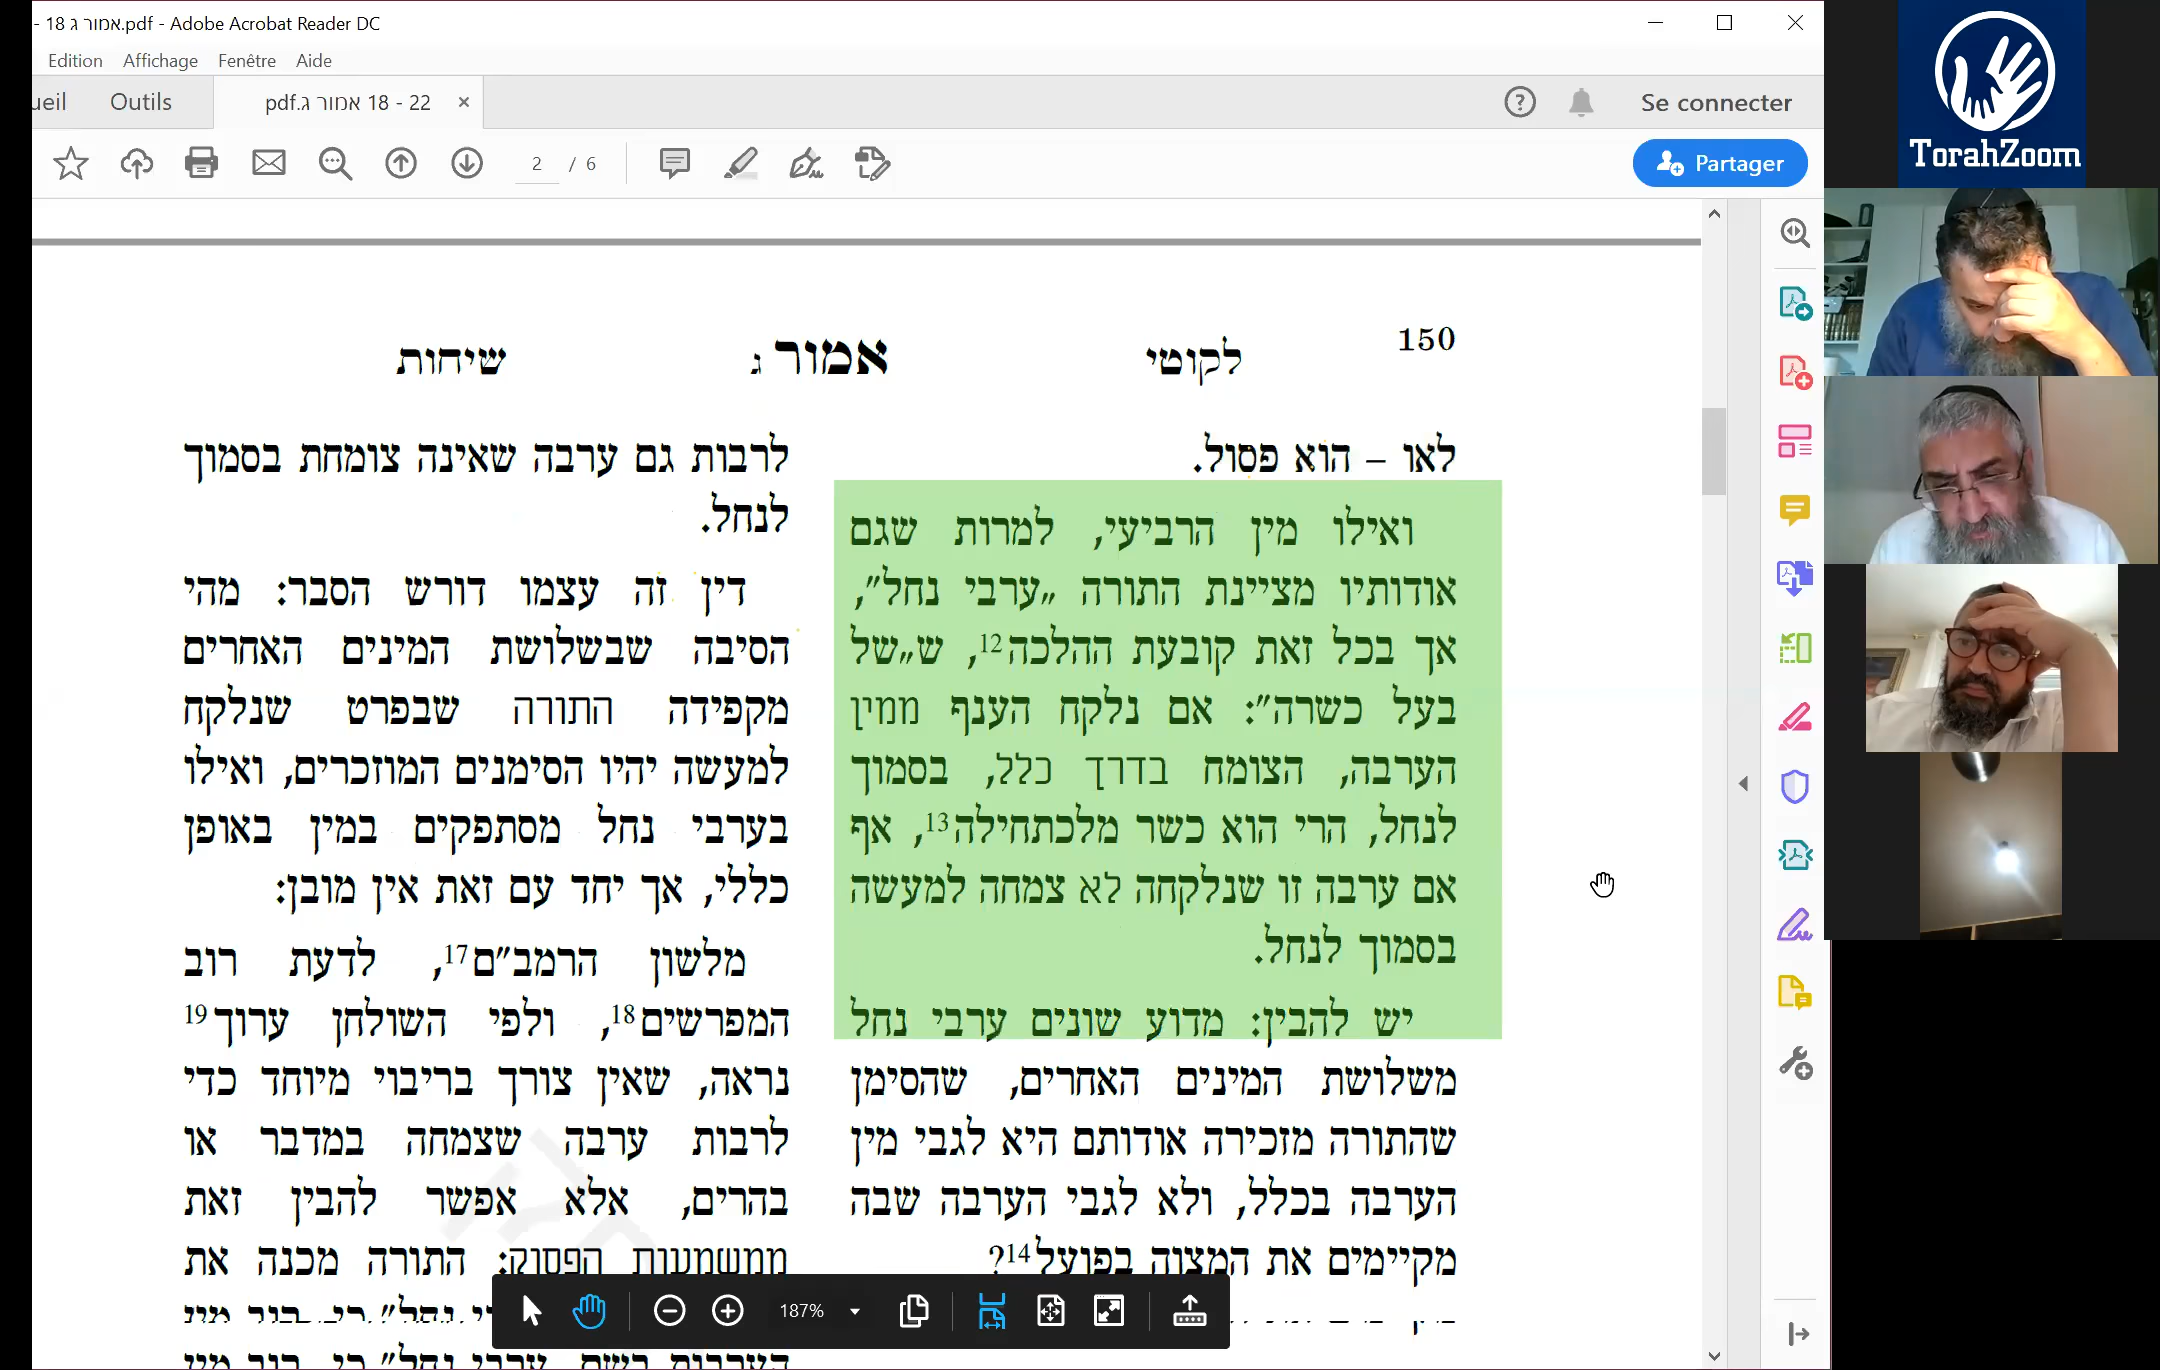 - 18 אמור ג.pdf - Adobe Acrobat Reader DC
Edition Affichage Fenêtre Aide
Outils
22 - 18 אמור ג.pdf ×
Se connecter
2 / 6
Partager
TorahZoom
150
לקוטי אמור ג שיחות
לאו – הוא פסול.
ואילו מין הרביעי, למרות שגם
אודותיו מציינת התורה „ערבי נחל״,
אך בכל זאת קובעת ההלכה12, ש„של
בעל כשרה״: אם נלקח הענף ממין
הערבה, הצומח בדרך כלל, בסמוך
לנחל, הרי הוא כשר מלכתחילה13, אף
אם ערבה זו שנלקחה לא צמחה למעשה
בסמוך לנחל.
יש להבין: מדוע שונים ערבי נחל
משלושת המינים האחרים, שהסימן
שהתורה מזכירה אודותם היא לגבי מין
הערבה בכלל, ולא לגבי הערבה שבה
מקיימים את המצוה בפועל14?
לרבות גם ערבה שאינה צומחת בסמוך
לנחל.
דין זה עצמו דורש הסבר: מהי
הסיבה שבשלושת המינים האחרים
מקפידה התורה שבפרט שנלקח
למעשה יהיו הסימנים המוזכרים, ואילו
בערבי נחל מסתפקים במין באופן
כללי, אך יחד עם זאת אין מובן:
מלשון הרמב״ם17, לדעת רוב
המפרשים18, ולפי השולחן ערוך19
נראה, שאין צורך בריבוי מיוחד כדי
לרבות ערבה שצמחה במדבר או
בהרים, אלא אפשר להבין זאת
ממשמעות הפסוק: התורה מכנה את
187%